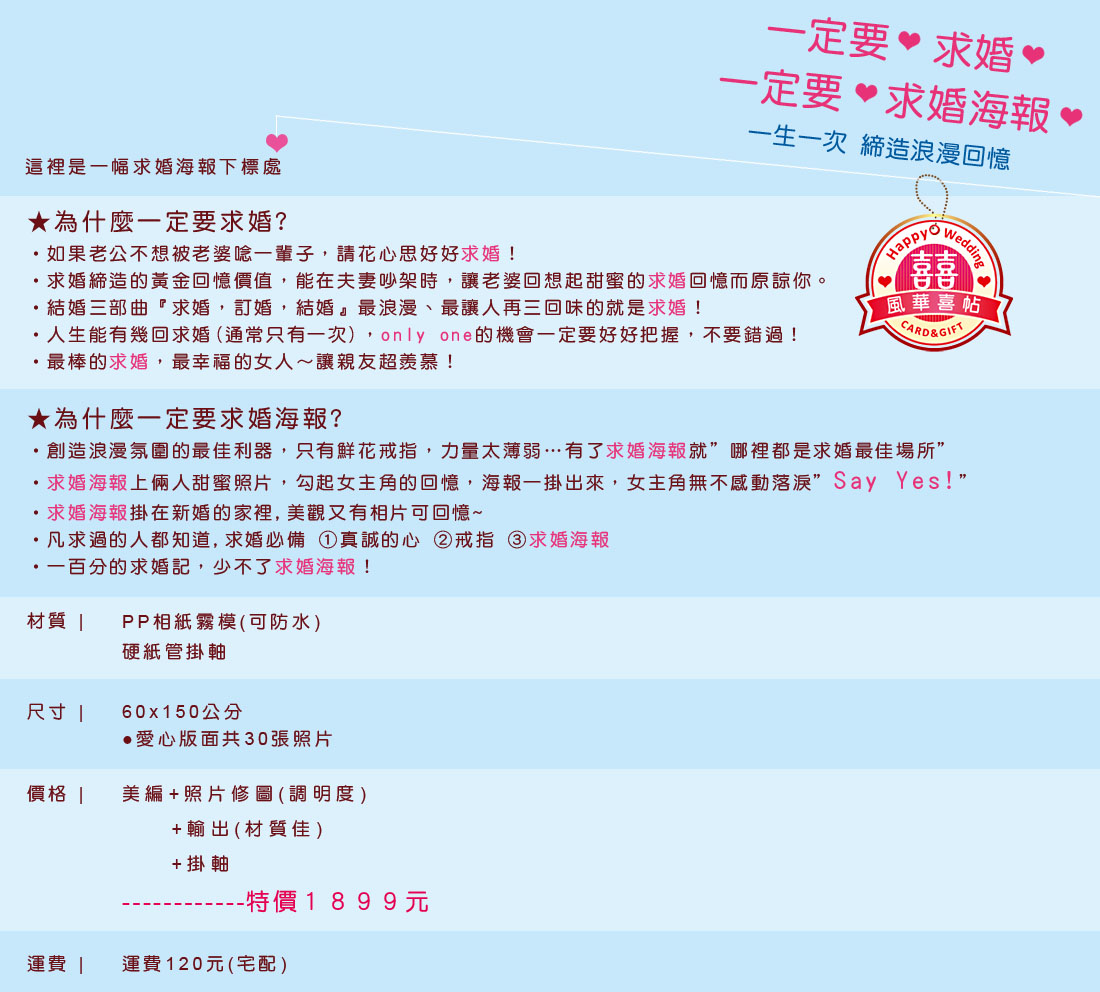 一定要❤求婚❤
一定要❤求婚海報❤
一生一次 締造浪漫回憶
這裡是一幅求婚海報下標處
★為什麼一定要求婚?
・如果老公不想被老婆唸一輩子，請花心思好好求婚！
・求婚締造的黃金回憶價值，能在夫妻吵架時，讓老婆回想起甜蜜的求婚回憶而原諒你。
・結婚三部曲『求婚，訂婚，結婚』最浪漫、最讓人再三回味的就是求婚！
・人生能有幾回求婚(通常只有一次)，only one的機會一定要好好把握，不要錯過！
・最棒的求婚，最幸福的女人～讓親友超羨慕！
Happy Wedding
囍
風華喜帖
CARD&GIFT
★為什麼一定要求婚海報?
・創造浪漫氛圍的最佳利器，只有鮮花戒指，力量太薄弱…有了求婚海報就”哪裡都是求婚最佳場所”
・求婚海報上倆人甜蜜照片，勾起女主角的回憶，海報一掛出來，女主角無不感動落淚”Say Yes!”
・求婚海報掛在新婚的家裡,美觀又有相片可回憶~
・凡求過的人都知道,求婚必備 ①真誠的心 ②戒指 ③求婚海報
・一百分的求婚記，少不了求婚海報！
材質 | PP相紙霧模(可防水)
硬紙管掛軸
尺寸 | 60x150公分
●愛心版面共30張照片
價格 | 美編+照片修圖(調明度)
+輸出(材質佳)
+掛軸
------------特價１８９９元
運費 | 運費120元(宅配)